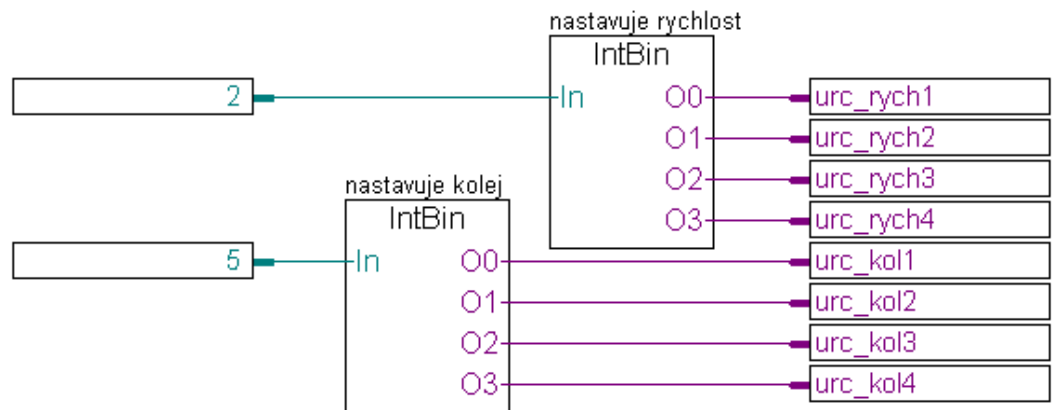 nastavuje rychlost
IntBin
2 In O0 urc_rych1
O1 urc_rych2
O2 urc_rych3
O3 urc_rych4
nastavuje kolej
IntBin
5 In O0 urc_kol1
O1 urc_kol2
O2 urc_kol3
O3 urc_kol4